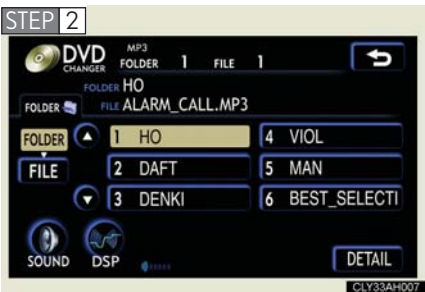 STEP 2
DVD CHANGER MP3 FOLDER 1 FILE 1
FOLDER HO
FOLDER FILE ALARM_CALL.MP3
FOLDER 1 HO 4 VIOL
FILE 2 DAFT 5 MAN
3 DENKI 6 BEST_SELECTI
SOUND DSP DETAIL
CLY33AH007